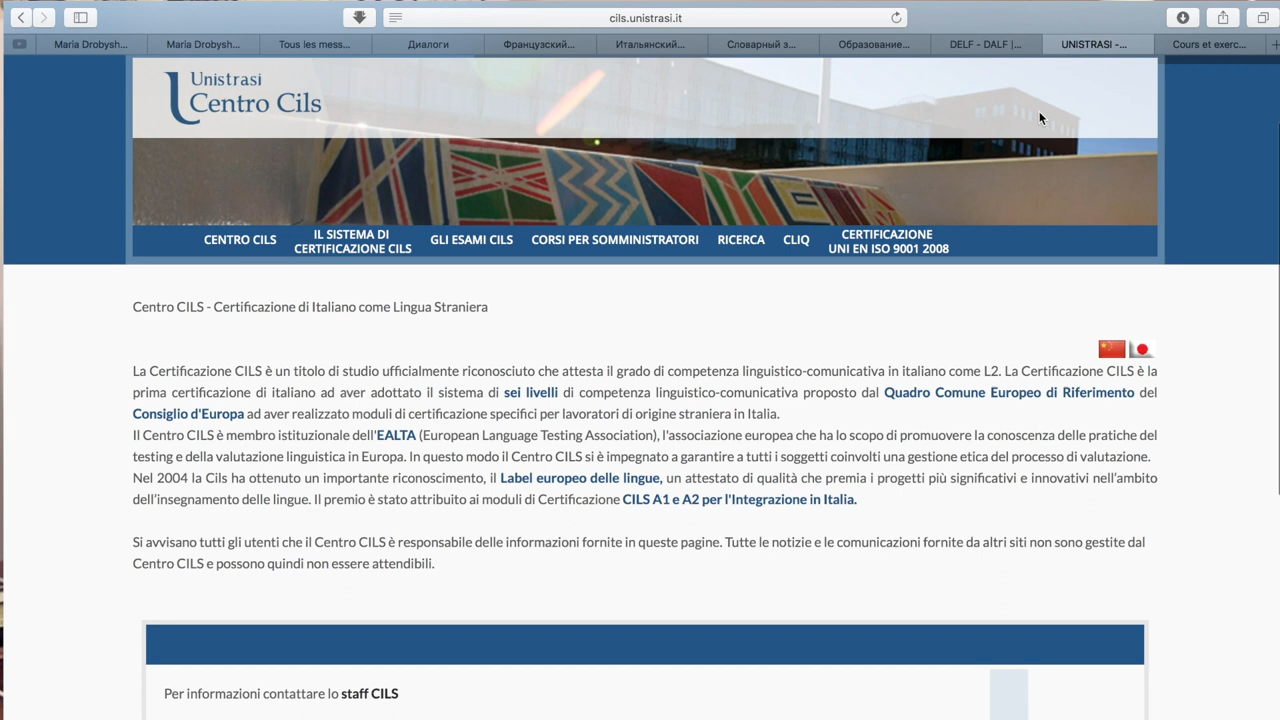 cils.unistrasi.it
Maria Drobysh...
Maria Drobysh...
Tous les mess...
Диалоги
Французский...
Итальянский...
Словарный з...
Образование...
DELF - DALF |...
UNISTRASI -...
Cours et exerc...
Unistrasi
Centro Cils
CENTRO CILS
IL SISTEMA DI
CERTIFICAZIONE CILS
GLI ESAMI CILS
CORSI PER SOMMINISTRATORI
RICERCA
CLIQ
CERTIFICAZIONE
UNI EN ISO 9001 2008
Centro CILS - Certificazione di Italiano come Lingua Straniera
La Certificazione CILS è un titolo di studio ufficialmente riconosciuto che attesta il grado di competenza linguistico-comunicativa in italiano come L2. La Certificazione CILS è la
prima certificazione di italiano ad aver adottato il sistema di sei livelli di competenza linguistico-comunicativa proposto dal Quadro Comune Europeo di Riferimento del
Consiglio d'Europa ad aver realizzato moduli di certificazione specifici per lavoratori di origine straniera in Italia.
Il Centro CILS è membro istituzionale dell'EALTA (European Language Testing Association), l'associazione europea che ha lo scopo di promuovere la conoscenza delle pratiche del
testing e della valutazione linguistica in Europa. In questo modo il Centro CILS si è impegnato a garantire a tutti i soggetti coinvolti una gestione etica del processo di valutazione.
Nel 2004 la Cils ha ottenuto un importante riconoscimento, il Label europeo delle lingue, un attestato di qualità che premia i progetti più significativi e innovativi nell'ambito
dell'insegnamento delle lingue. Il premio è stato attribuito ai moduli di Certificazione CILS A1 e A2 per l'Integrazione in Italia.
Si avvisano tutti gli utenti che il Centro CILS è responsabile delle informazioni fornite in queste pagine. Tutte le notizie e le comunicazioni fornite da altri siti non sono gestite dal
Centro CILS e possono quindi non essere attendibili.
Per informazioni contattare lo staff CILS